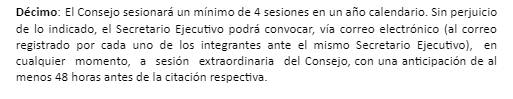 Décimo: El Consejo sesionará un mínimo de 4 sesiones en un año calendario. Sin perjuicio
de lo indicado, el Secretario Ejecutivo podrá convocar, vía correo electrónico (al correo
registrado por cada uno de los integrantes ante el mismo Secretario Ejecutivo), en
cualquier momento, a sesión extraordinaria del Consejo, con una anticipación de al
menos 48 horas antes de la citación respectiva.